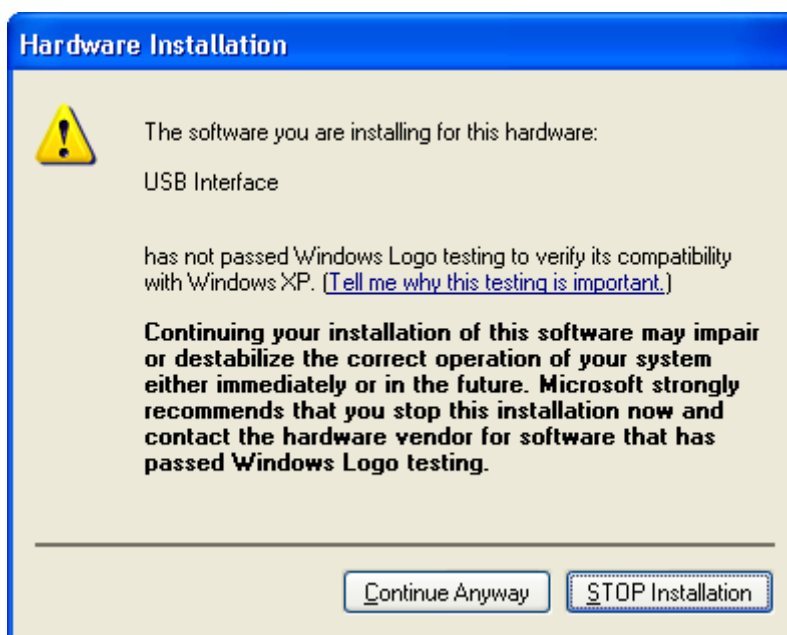 Hardware Installation
The software you are installing for this hardware:
USB Interface
has not passed Windows Logo testing to verify its compatibility
with Windows XP. (Tell me why this testing is important.)
Continuing your installation of this software may impair
or destabilize the correct operation of your system
either immediately or in the future. Microsoft strongly
recommends that you stop this installation now and
contact the hardware vendor for software that has
passed Windows Logo testing.
Continue Anyway
STOP Installation